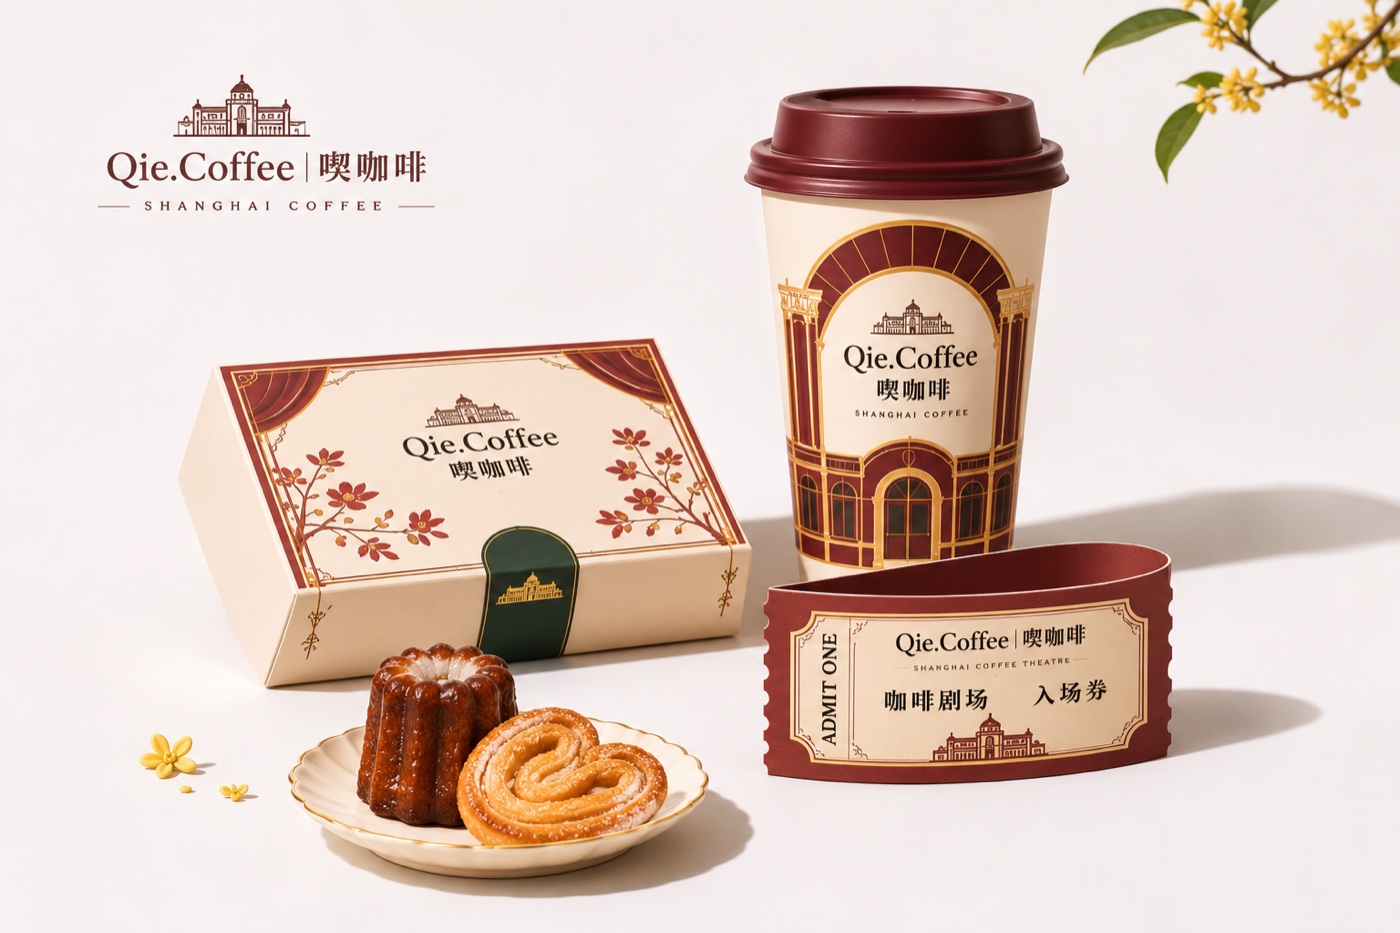 Qie.Coffee | 喫咖啡
SHANGHAI COFFEE
Qie.Coffee
喫咖啡
SHANGHAI COFFEE
Qie.Coffee
喫咖啡
ADMIT ONE
Qie.Coffee | 喫咖啡
SHANGHAI COFFEE THEATRE
咖啡剧场 入场券